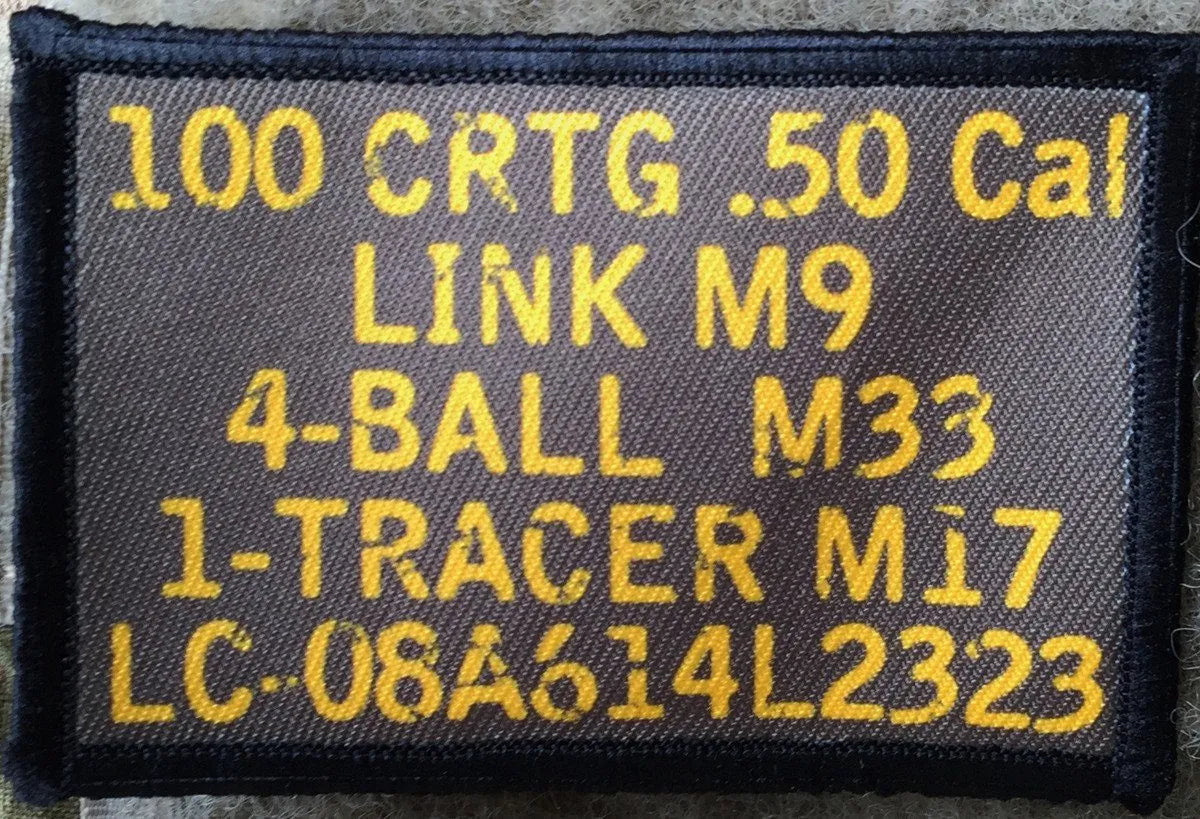 100 CRTG .50 Cal
LINK M9
4-BALL M33
1-TRACER M17
LC-08A614L2323